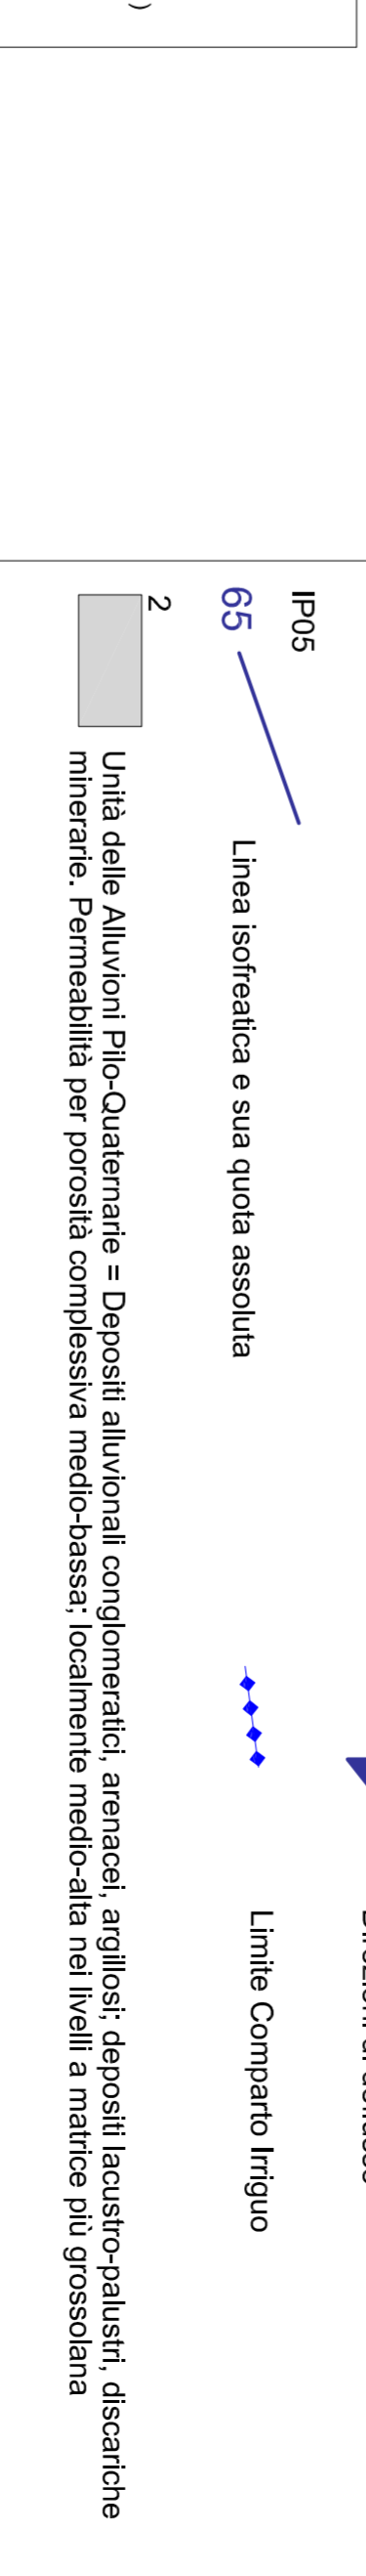 IP05
65
Linea isofreatica e sua quota assoluta
Limite Comparto Irriguo
2
Unità delle Alluvioni Pilo-Quaternarie = Depositi alluvionali conglomeratici, arenacei, argillosi; depositi lacustro-palustri, discariche
minerarie. Permeabilità per porosità complessiva medio-bassa; localmente medio-alta nei livelli a matrice più grossolana
)